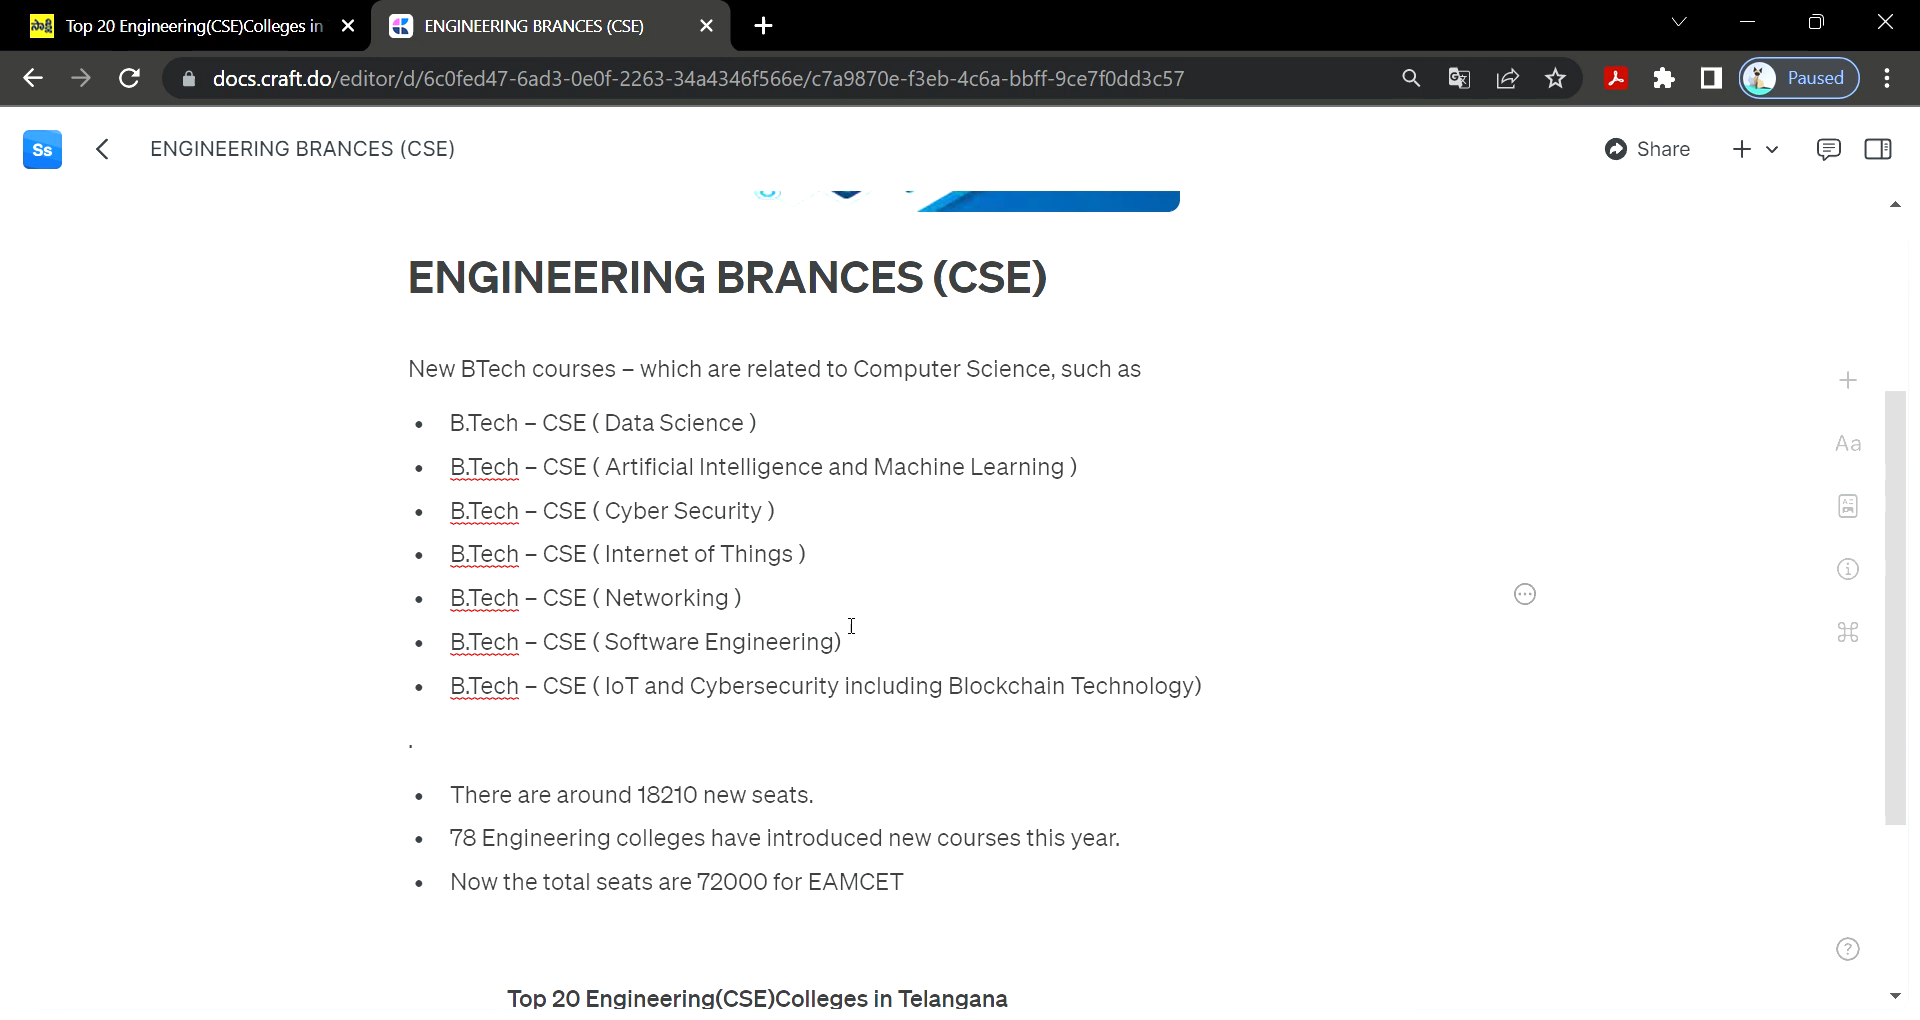 సాక్షి Top 20 Engineering(CSE)Colleges in
ENGINEERING BRANCES (CSE)
docs.craft.do/editor/d/6c0fed47-6ad3-0e0f-2263-34a4346f566e/c7a9870e-f3eb-4c6a-bbff-9ce7f0dd3c57
Paused
Ss
ENGINEERING BRANCES (CSE)
Share
ENGINEERING BRANCES (CSE)
New BTech courses – which are related to Computer Science, such as
• B.Tech – CSE ( Data Science )
• B.Tech – CSE ( Artificial Intelligence and Machine Learning )
• B.Tech – CSE ( Cyber Security )
• B.Tech – CSE ( Internet of Things )
• B.Tech – CSE ( Networking )
• B.Tech – CSE ( Software Engineering)
• B.Tech – CSE ( IoT and Cybersecurity including Blockchain Technology)
.
• There are around 18210 new seats.
• 78 Engineering colleges have introduced new courses this year.
• Now the total seats are 72000 for EAMCET
Top 20 Engineering(CSE)Colleges in Telangana
Aa